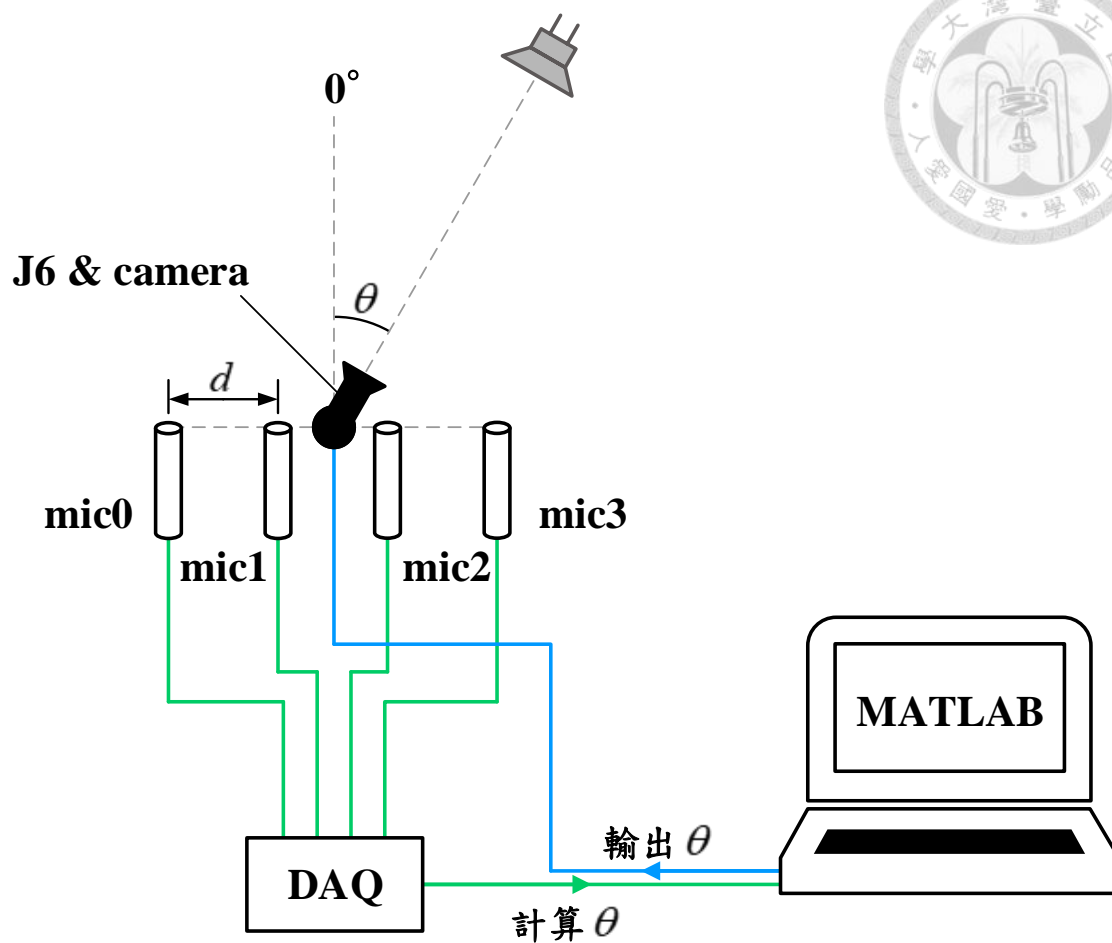 0°
J6 & camera
θ
d
mic0
mic1
mic2
mic3
MATLAB
DAQ
輸出 θ
計算 θ